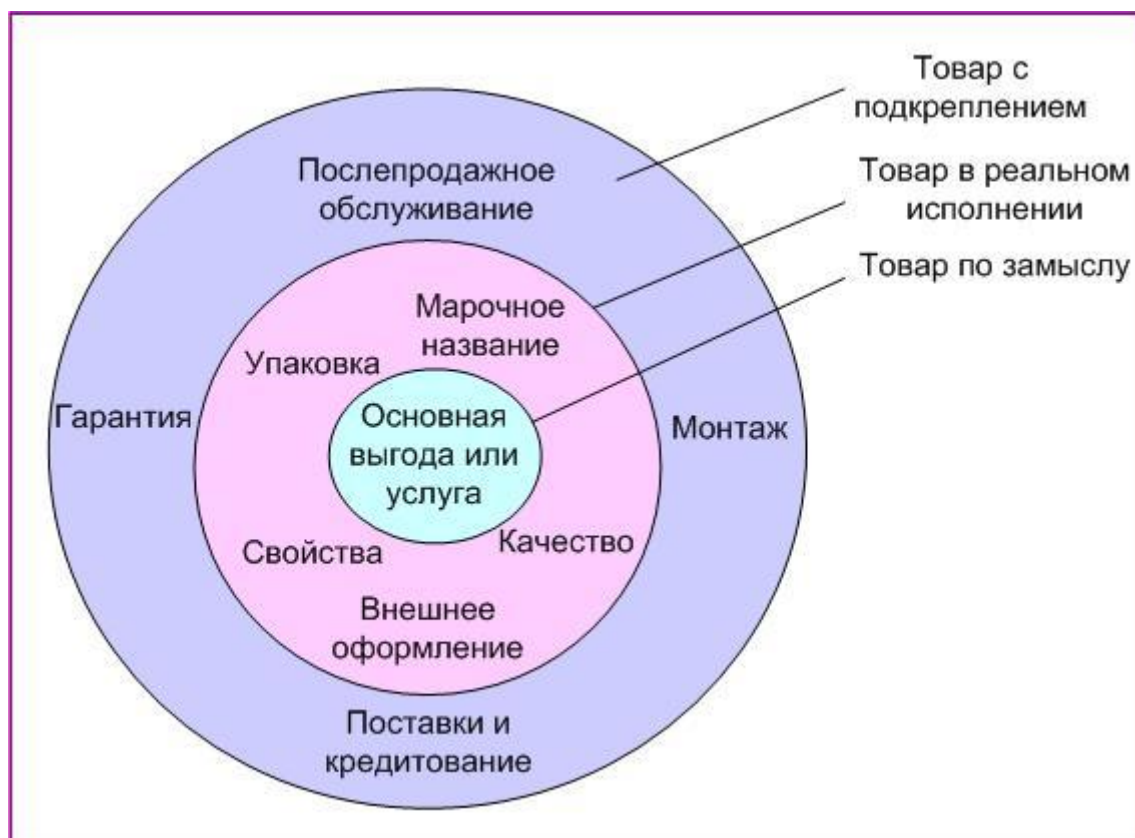 Товар с
подкреплением
Товар в реальном
исполнении
Товар по замыслу
Послепродажное
обслуживание
Марочное
название
Упаковка
Гарантия
Основная
выгода или
услуга
Монтаж
Свойства
Качество
Внешнее
оформление
Поставки и
кредитование